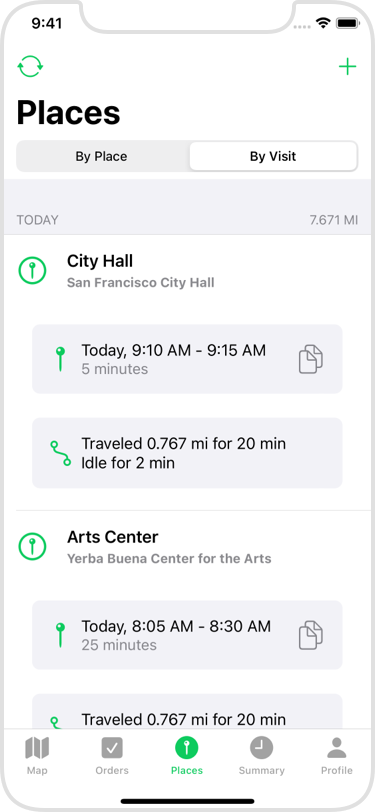 9:41
Places
By Place
By Visit
TODAY
7.671 MI
City Hall
San Francisco City Hall
Today, 9:10 AM - 9:15 AM
5 minutes
Traveled 0.767 mi for 20 min
Idle for 2 min
Arts Center
Yerba Buena Center for the Arts
Today, 8:05 AM - 8:30 AM
25 minutes
Traveled 0.767 mi for 20 min
Map
Orders
Places
Summary
Profile